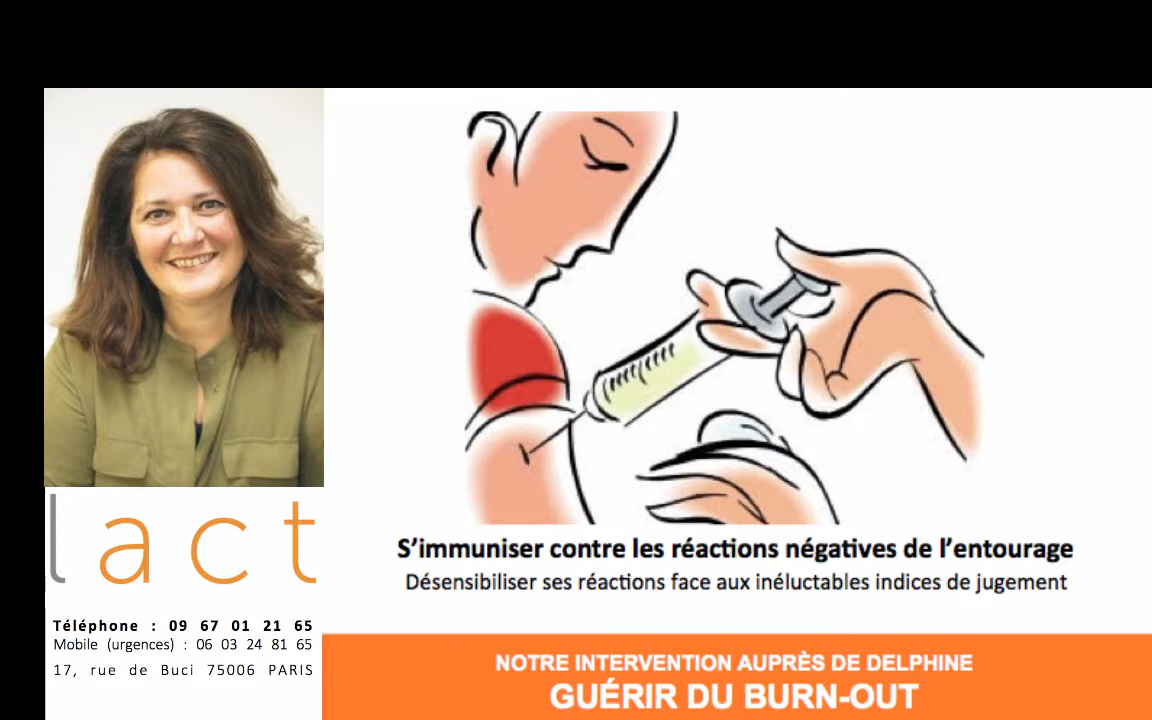 lact
Téléphone : 09 67 01 21 65
Mobile (urgences) : 06 03 24 81 65
17, rue de Buci 75006 PARIS
S'immuniser contre les réactions négatives de l'entourage
Désensibiliser ses réactions face aux inéluctables indices de jugement
NOTRE INTERVENTION AUPRÈS DE DELPHINE
GUÉRIR DU BURN-OUT